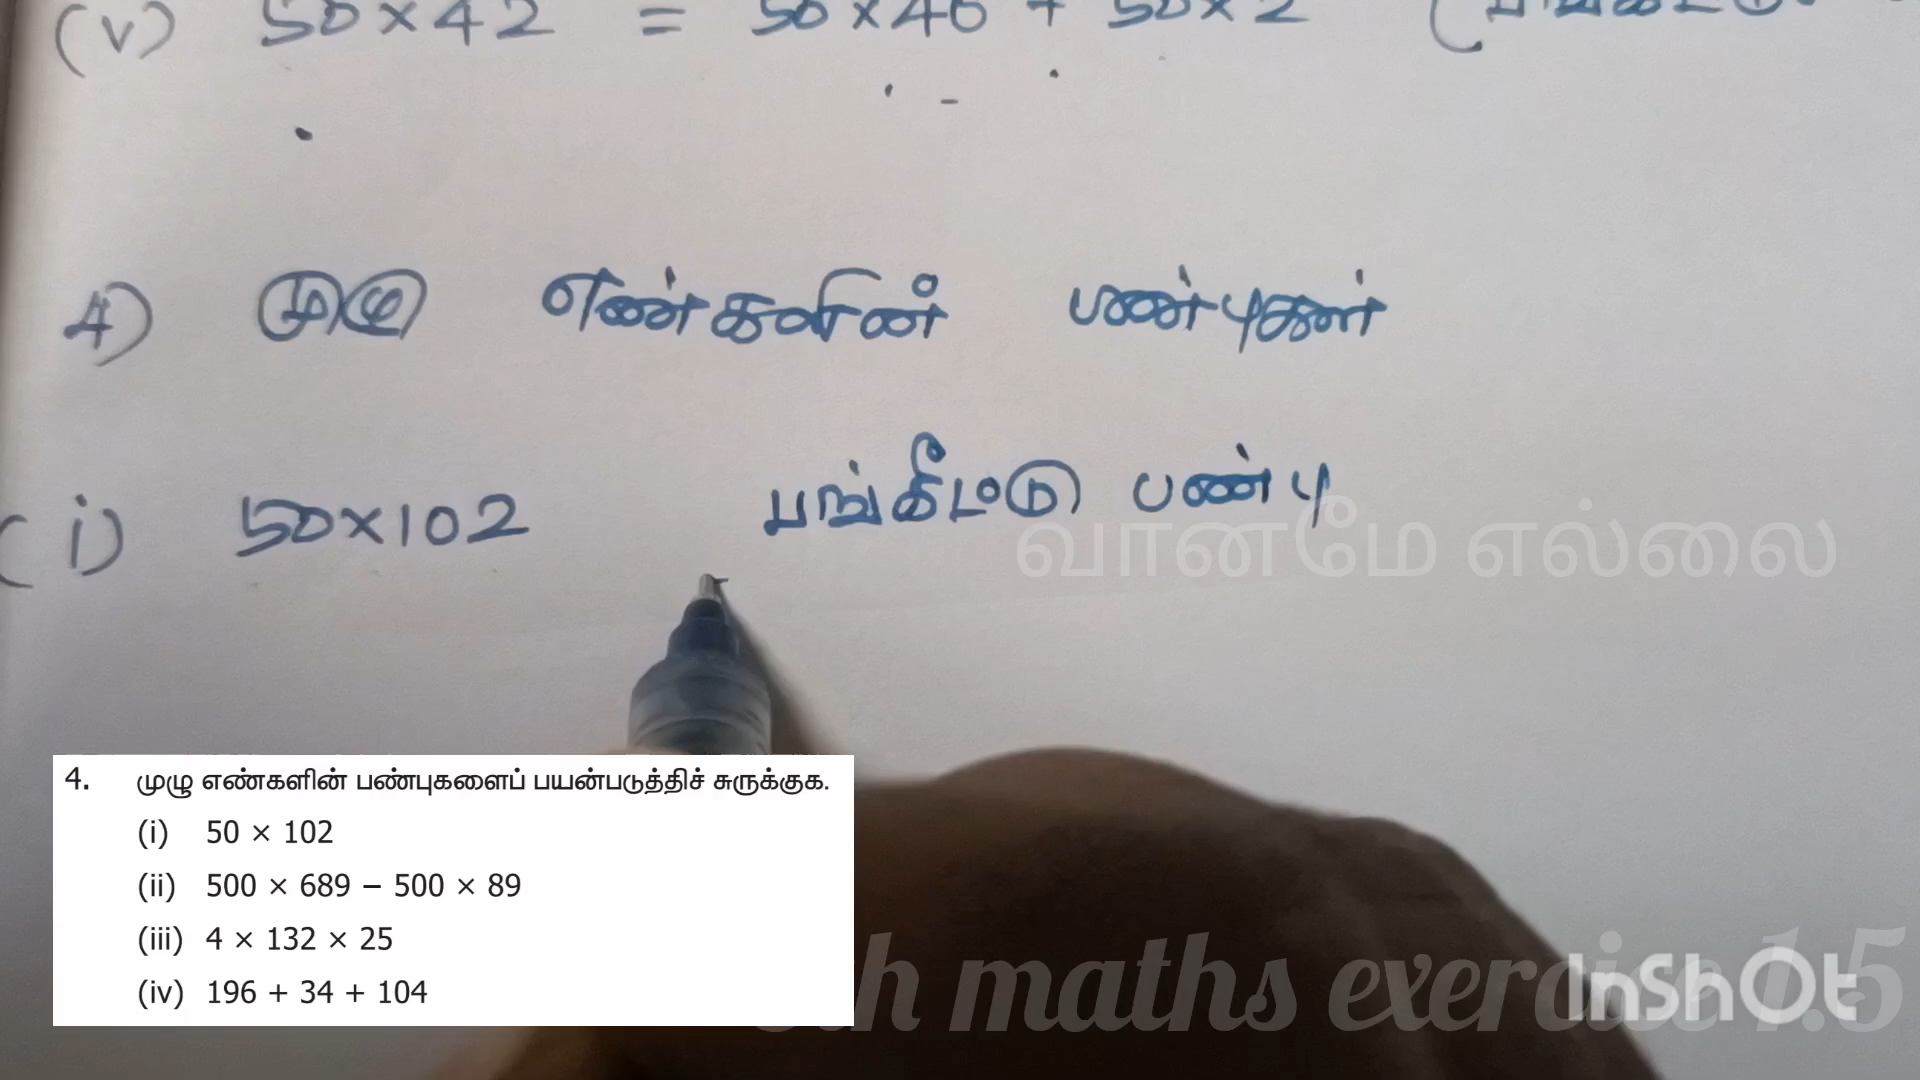 (v) 50 × 42 = 50 × 40 + 50 × 2 (பங்கீட்டு
4) முழு எண்களின் பண்புகள்
(i) 50×102 பங்கீட்டு பண்பு
வானமே எல்லை
4. முழு எண்களின் பண்புகளைப் பயன்படுத்திச் சுருக்குக.
(i) 50 × 102
(ii) 500 × 689 – 500 × 89
(iii) 4 × 132 × 25
(iv) 196 + 34 + 104
maths exercise 1.5
InShOt